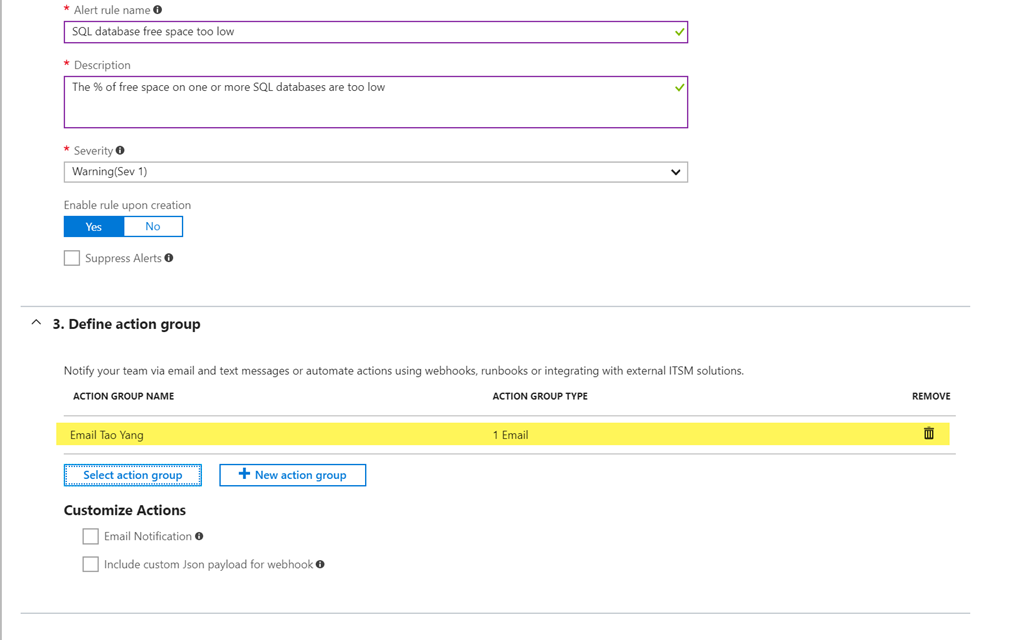 * Alert rule name
SQL database free space too low
* Description
The % of free space on one or more SQL databases are too low
* Severity
Warning(Sev 1)
Enable rule upon creation
Yes No
Suppress Alerts
3. Define action group
Notify your team via email and text messages or automate actions using webhooks, runbooks or integrating with external ITSM solutions.
ACTION GROUP NAME ACTION GROUP TYPE REMOVE
Email Tao Yang 1 Email
Select action group + New action group
Customize Actions
Email Notification
Include custom Json payload for webhook